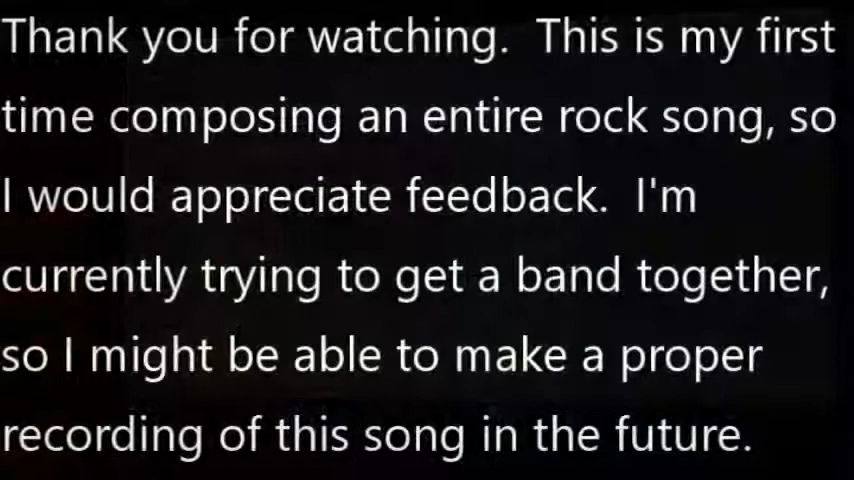 Thank you for watching.  This is my first
time composing an entire rock song, so
I would appreciate feedback.  I'm
currently trying to get a band together,
so I might be able to make a proper
recording of this song in the future.